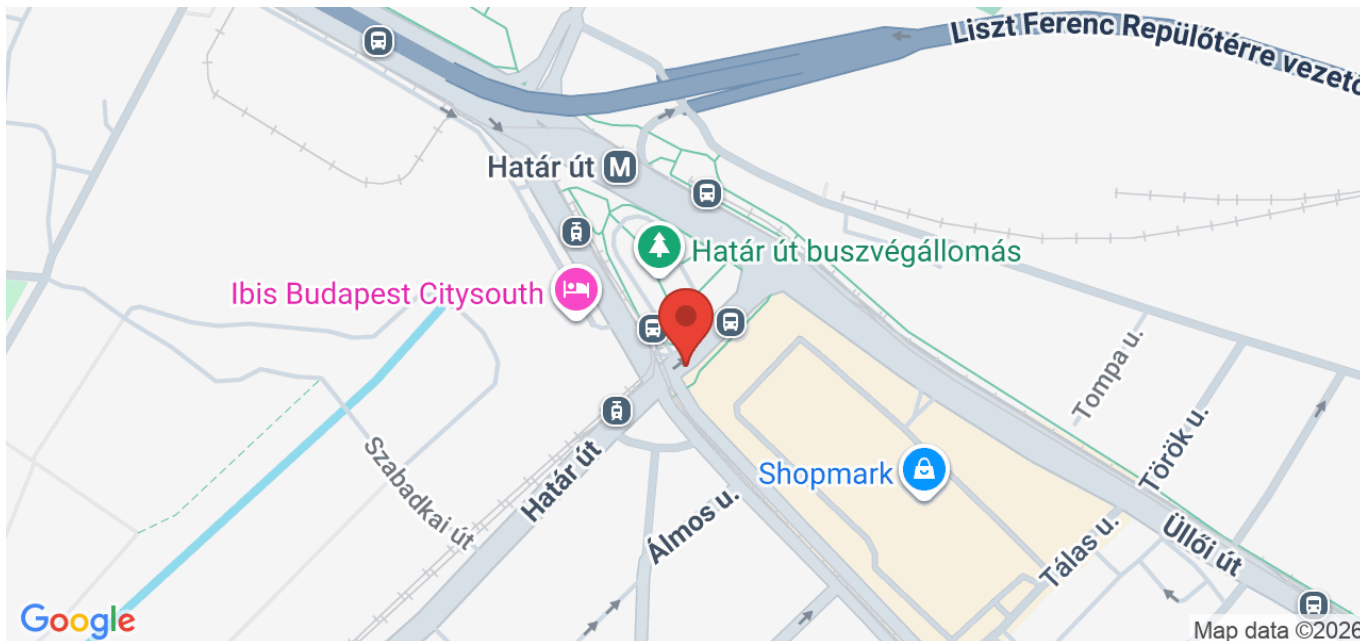 Liszt Ferenc Repülőtérre vezető
Határ út
M
Határ út buszvégállomás
Ibis Budapest Citysouth
Tompa u.
Török u.
Szabadkai út
Határ út
Shopmark
Álmos u.
Tálas u.
Üllői út
Google
Map data ©2026